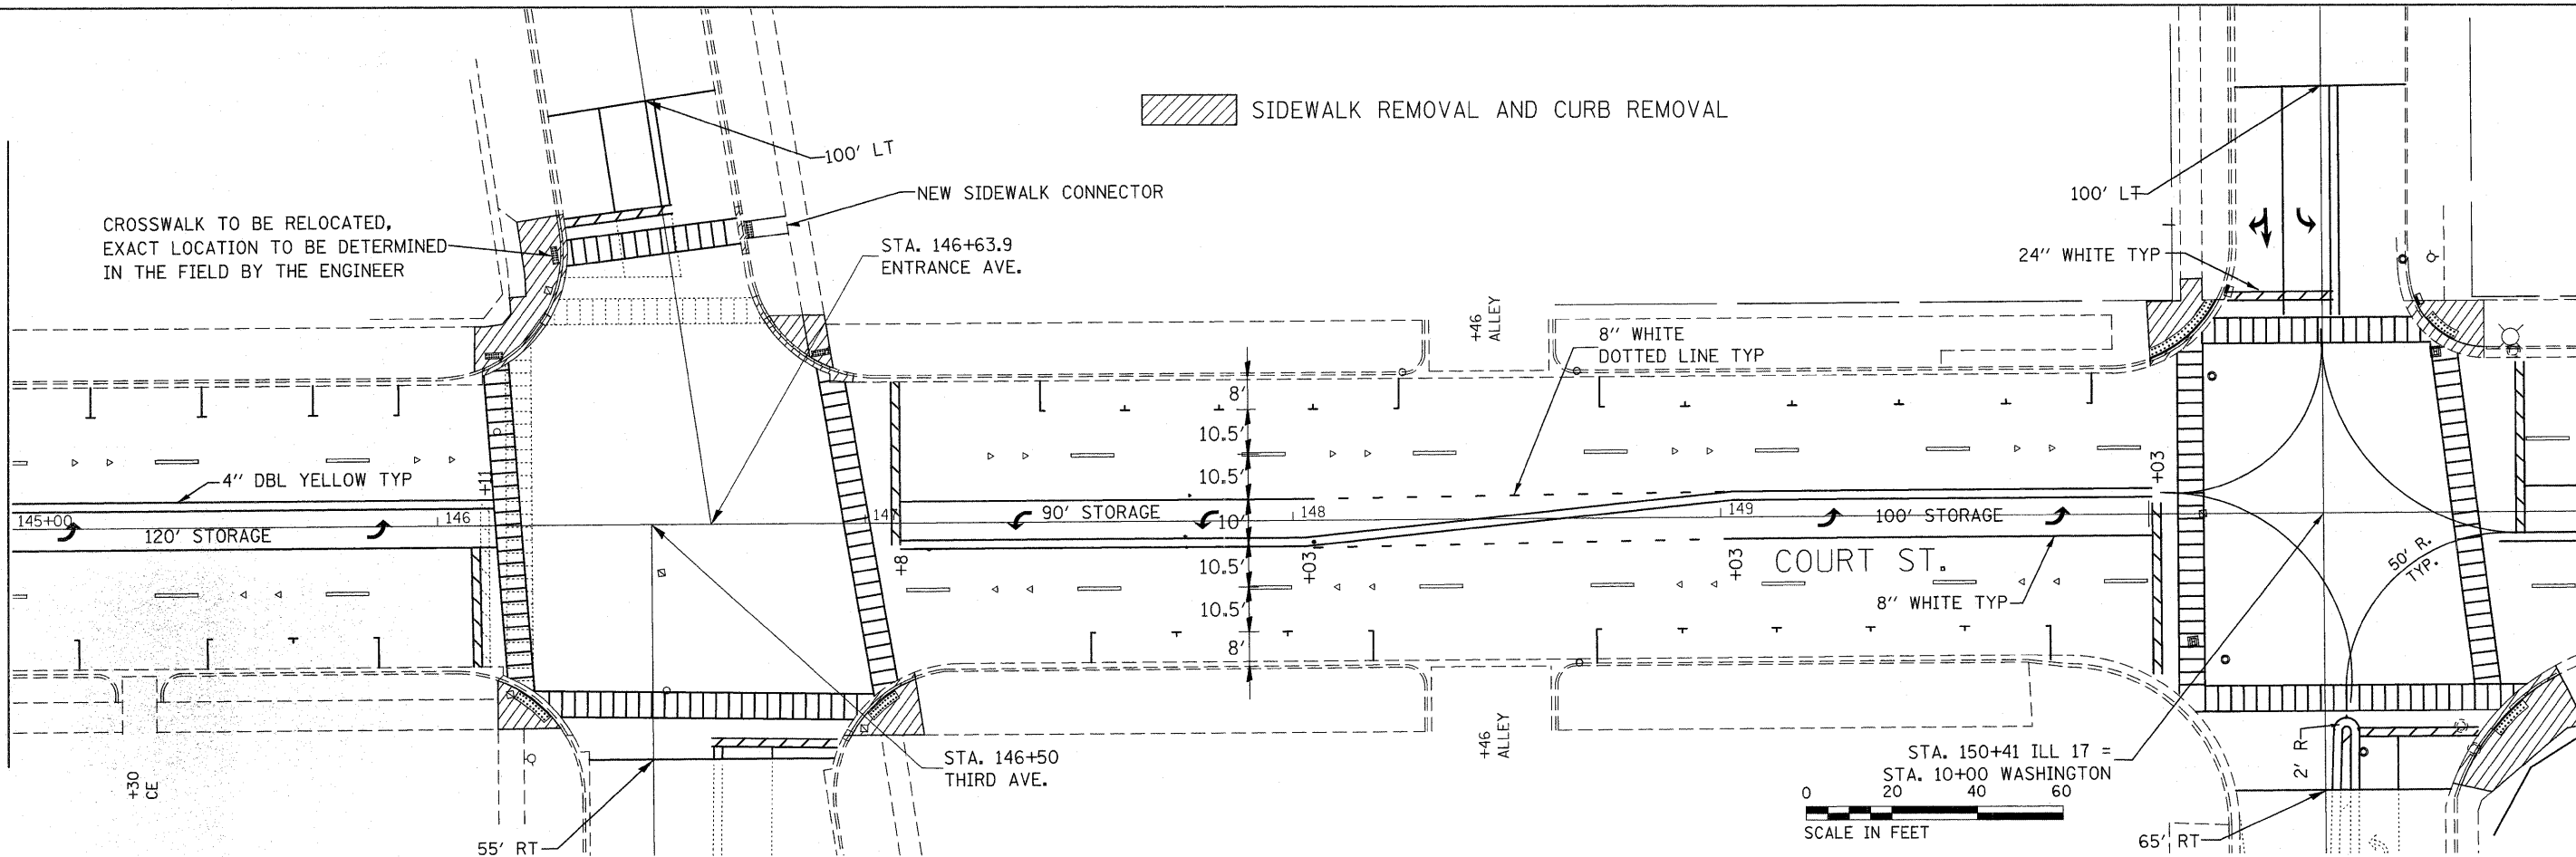 SIDEWALK REMOVAL AND CURB REMOVAL
100' LT
NEW SIDEWALK CONNECTOR
CROSSWALK TO BE RELOCATED,
EXACT LOCATION TO BE DETERMINED
IN THE FIELD BY THE ENGINEER
STA. 146+63.9
ENTRANCE AVE.
100' LT
24" WHITE TYP
+46
ALLEY
8" WHITE
DOTTED LINE TYP
8'
10.5'
10.5'
10'
10.5'
10.5'
8'
4" DBL YELLOW TYP
+11
145+00
146
120' STORAGE
147
+8
90' STORAGE
148
+03
149
+03
100' STORAGE
+03
COURT ST.
8" WHITE TYP
50' R.
TYP.
+30
CE
55' RT
STA. 146+50
THIRD AVE.
+46
ALLEY
STA. 150+41 ILL 17 =
STA. 10+00 WASHINGTON
2' R
65' RT
0 20 40 60
SCALE IN FEET